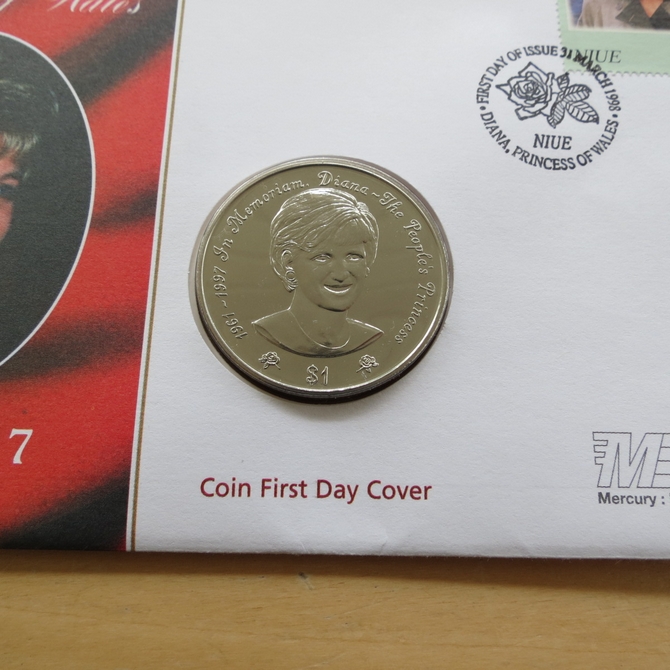 Wales
NIUE
FIRST DAY OF ISSUE 31 MARCH 1998
NIUE
DIANA, PRINCESS OF WALES
1961-1997 In Memoriam. Diana - The People's Princess
$1
7
Coin First Day Cover
Mercury :